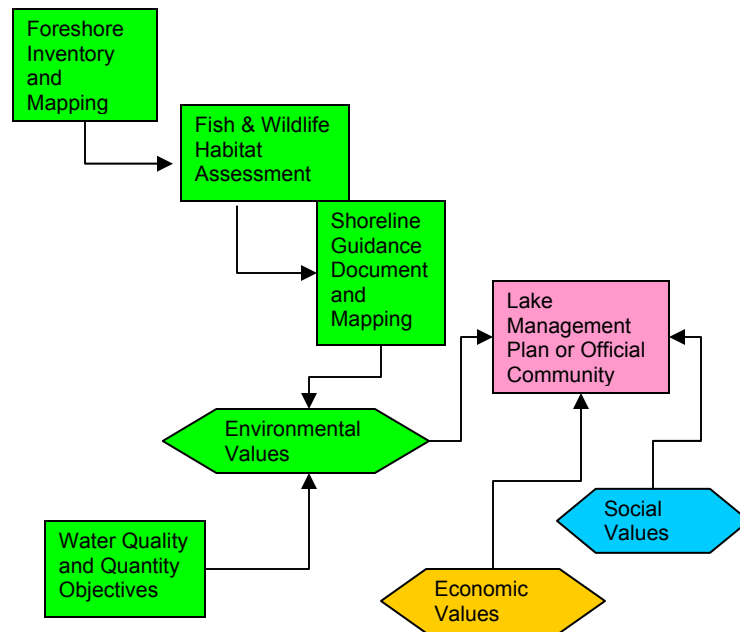 Foreshore
Inventory
and
Mapping
Fish & Wildlife
Habitat
Assessment
Shoreline
Guidance
Document
and
Mapping
Lake
Management
Plan or Official
Community
Environmental
Values
Social
Values
Water Quality
and Quantity
Objectives
Economic
Values